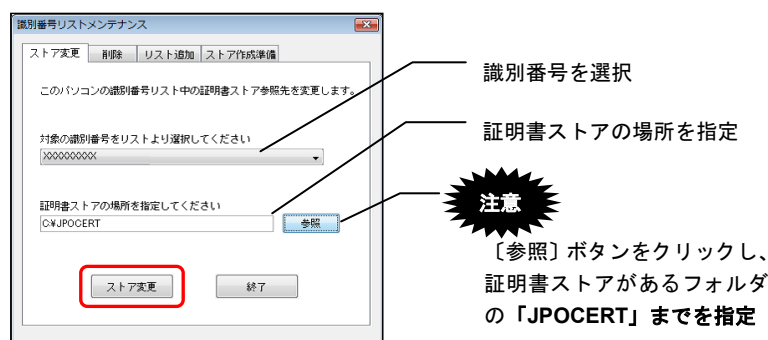 識別番号リストメンテナンス
ストア変更 削除 リスト追加 ストア作成準備
このパソコンの識別番号リスト中の証明書ストア参照先を変更します。
対象の識別番号をリストより選択してください
XXXXXXXXX
証明書ストアの場所を指定してください
C:¥JPOCERT
参照
ストア変更 終了
識別番号を選択
証明書ストアの場所を指定
注意
〔参照〕ボタンをクリックし、
証明書ストアがあるフォルダ
の「JPOCERT」までを指定